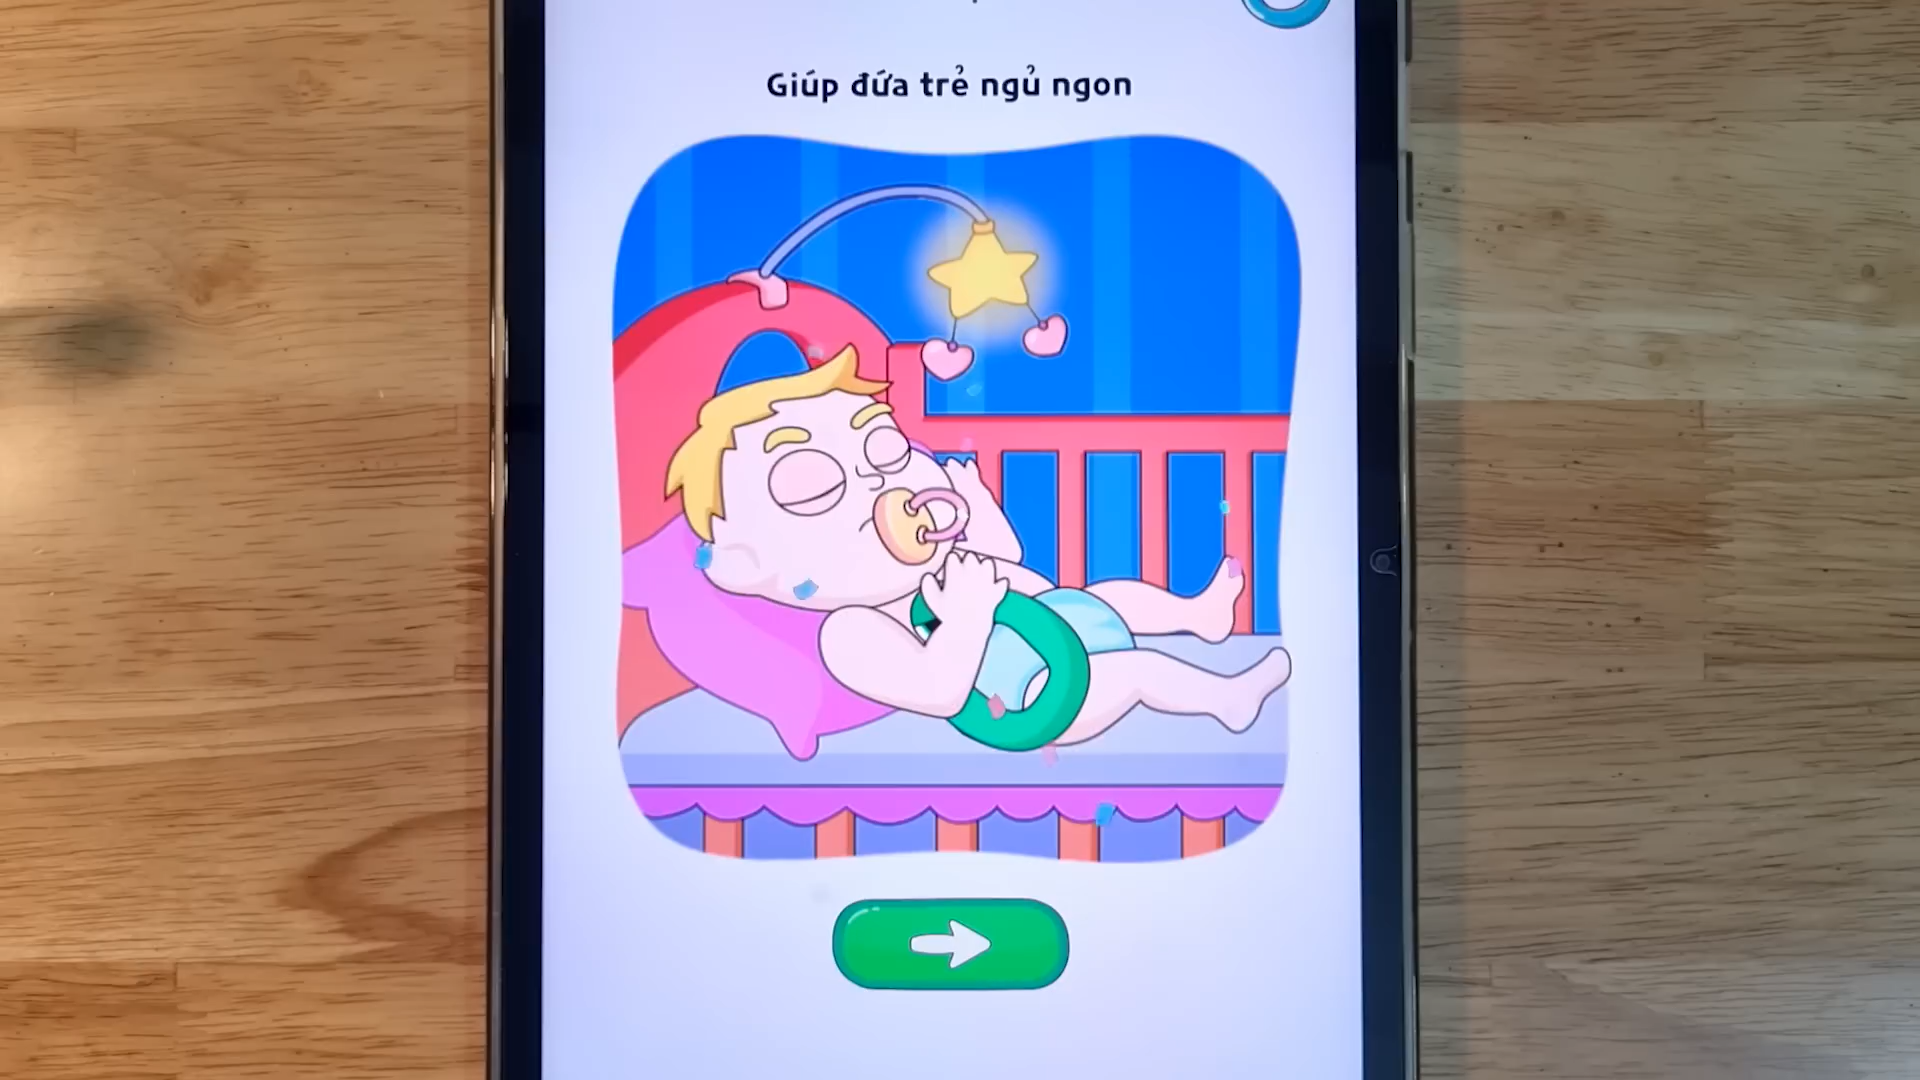 Giúp đứa trẻ ngủ ngon